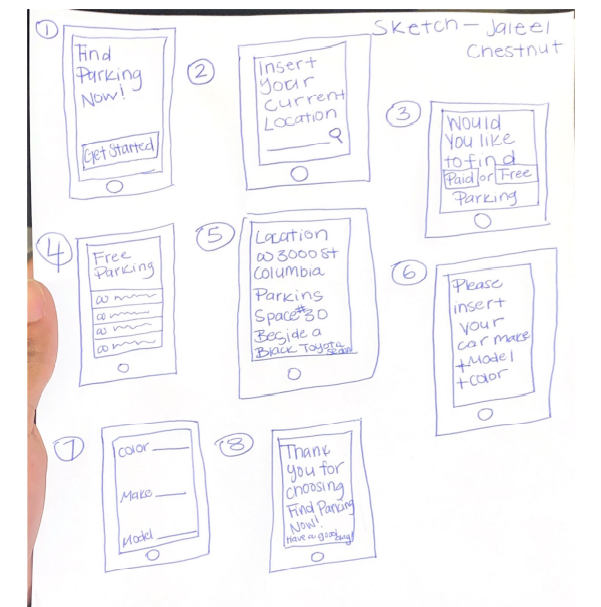 Sketch - Jaleel
Chestnut
1
Find
Parking
Now!
Get Started
2
Insert
your
current
Location
3
Would
You like
to find
Paid or Free
Parking
4
Free
Parking
5
Location
3000 St
Columbia
Parking
Space #30
Beside a
Black Toyota
Sedan
6
Please
insert
your
car make
+Model
+color
7
Color
Make
Model
8
Thank
you for
choosing
Find Parking
Now!
Have a good day!